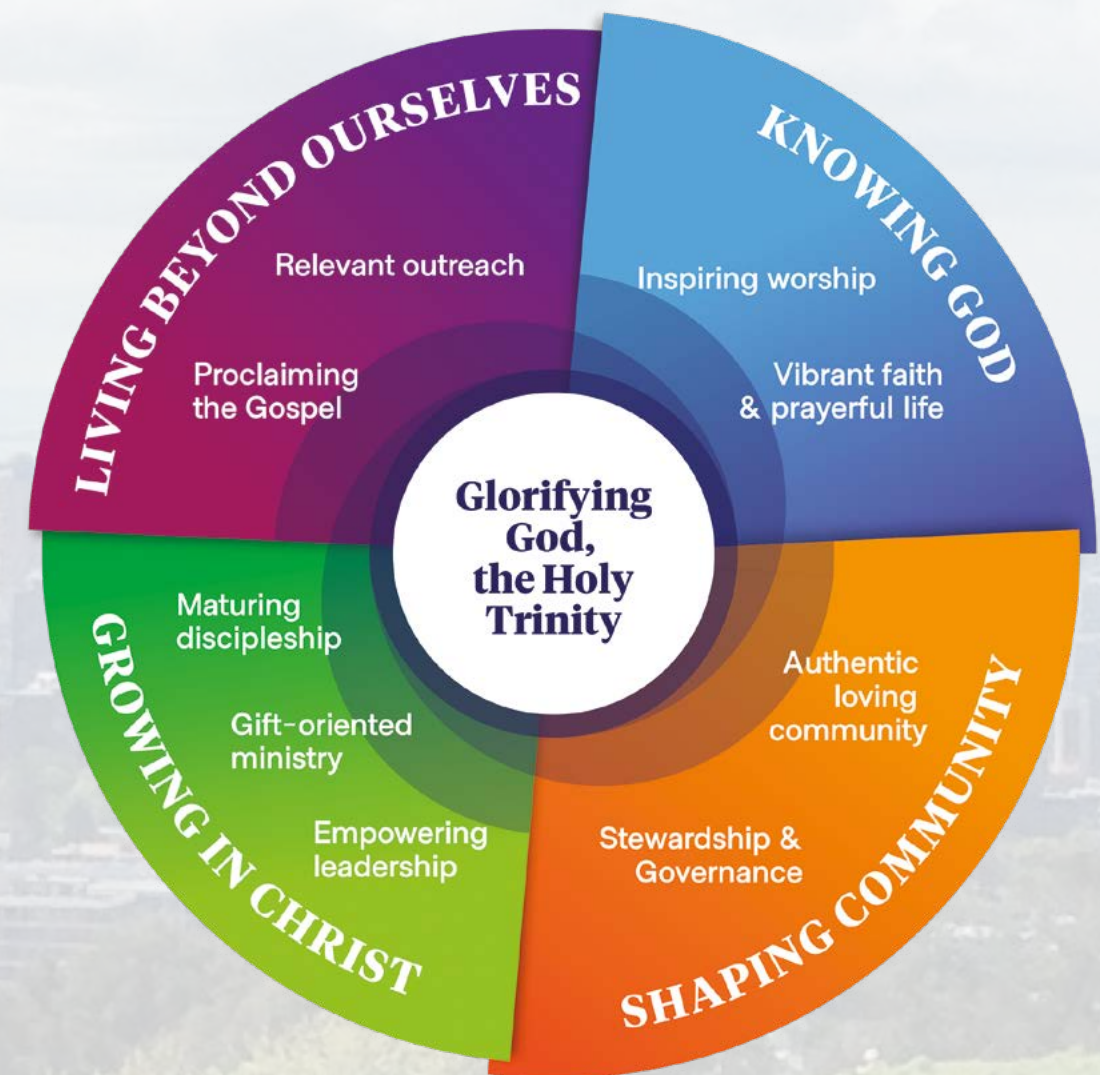 LIVING BEYOND OURSELVES
Relevant outreach
Proclaiming
the Gospel
KNOWING GOD
Inspiring worship
Vibrant faith
& prayerful life
Glorifying
God,
the Holy
Trinity
GROWING IN CHRIST
Maturing
discipleship
Gift-oriented
ministry
Empowering
leadership
SHAPING COMMUNITY
Authentic
loving
community
Stewardship &
Governance